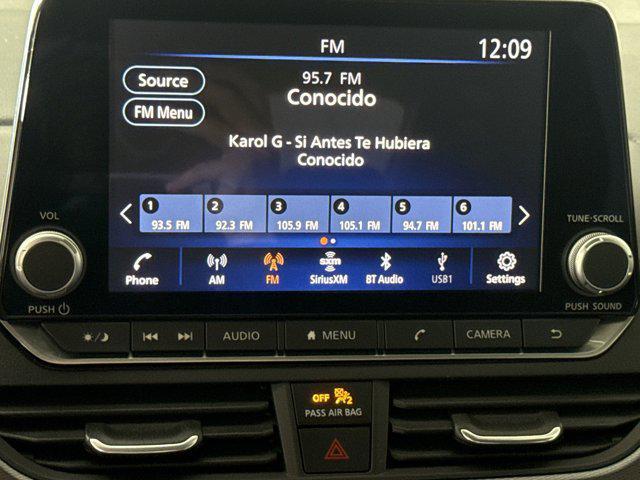 FM
12:09
Source
95.7 FM
Conocido
FM Menu
Karol G - Si Antes Te Hubiera
Conocido
1 2 3 4 5 6
93.5 FM 92.3 FM 105.9 FM 105.1 FM 94.7 FM 101.1 FM
Phone AM FM SiriusXM BT Audio USB1 Settings
sxm
VOL
PUSH
TUNE·SCROLL
PUSH SOUND
AUDIO MENU CAMERA
OFF 2
PASS AIR BAG